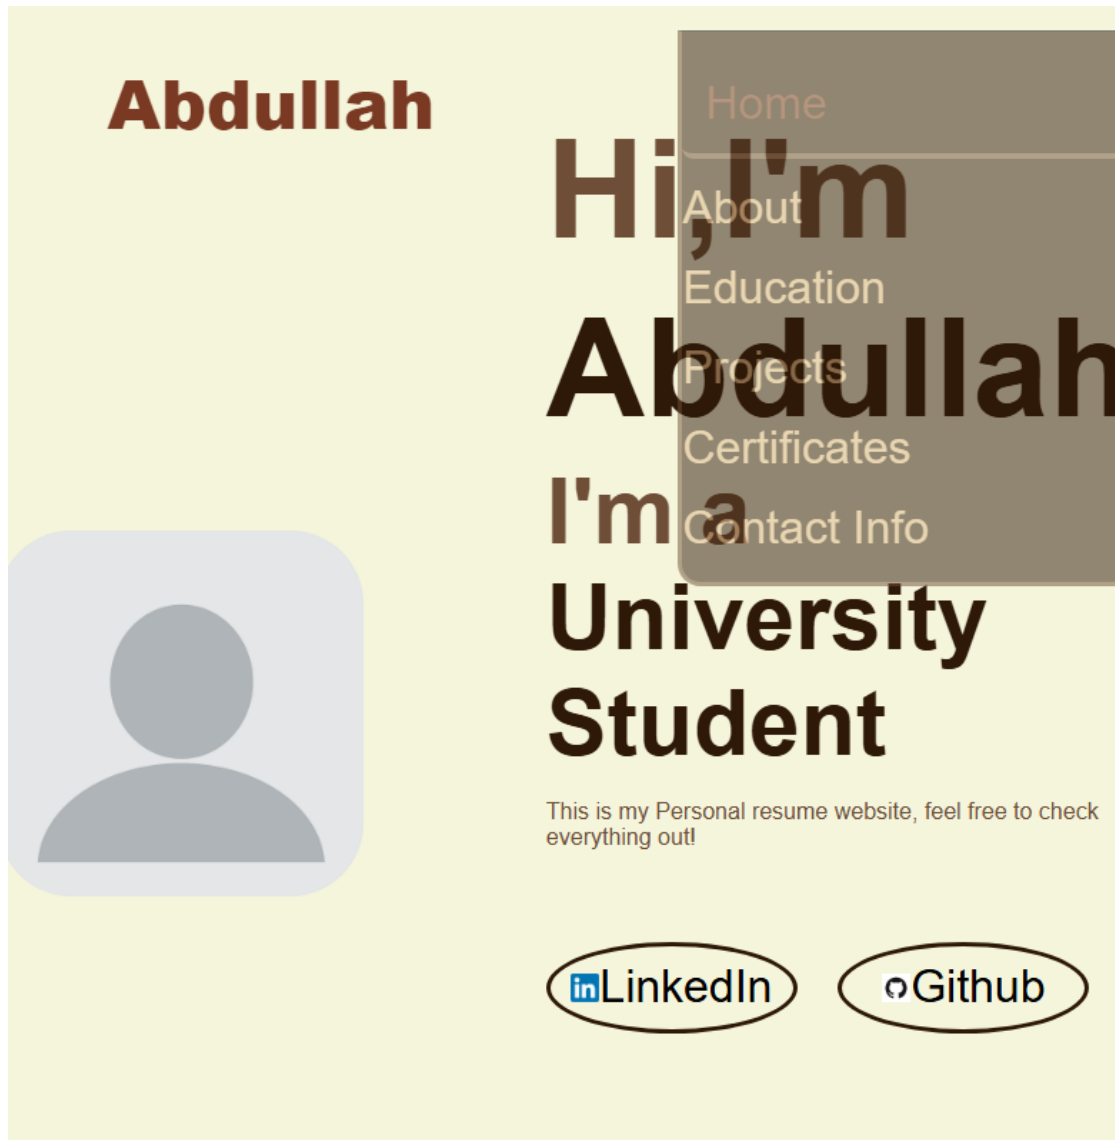 Abdullah
Home
About
Education
Projects
Certificates
Contact Info
Hi,I'm
Abdullah
I'm a
University
Student
This is my Personal resume website, feel free to check
everything out!
in LinkedIn
Github